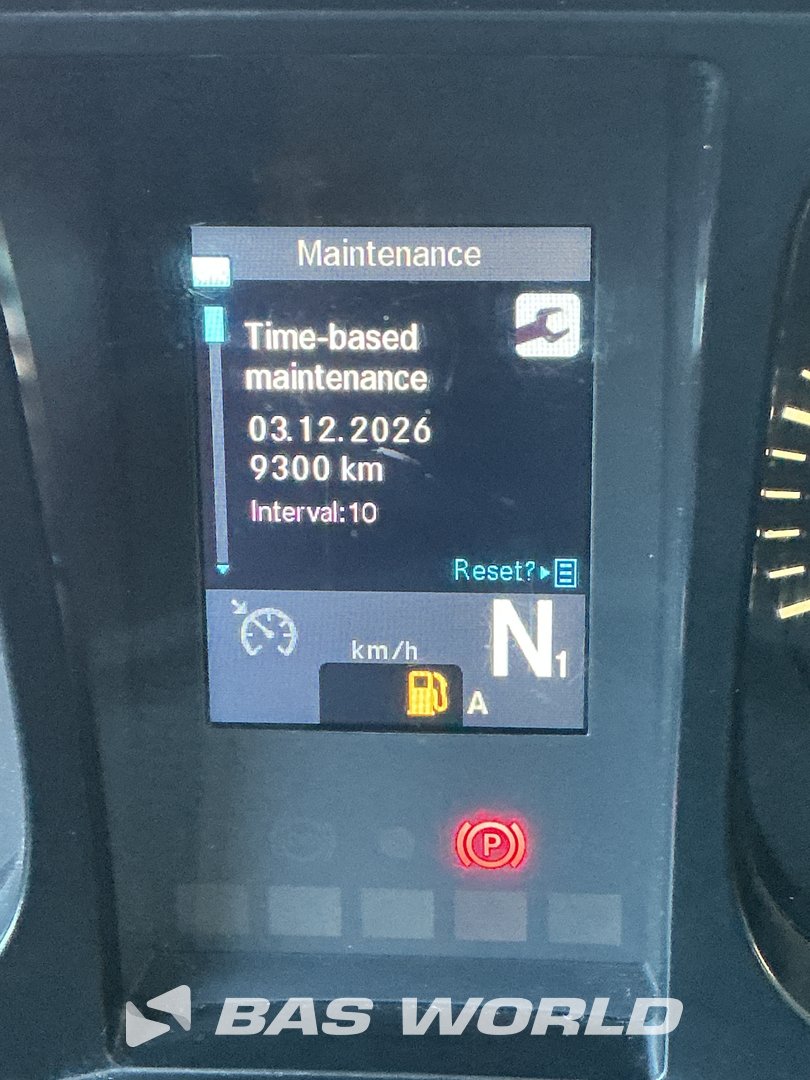 Maintenance
Time-based
maintenance
03.12.2026
9300 km
Interval:10
Reset?
km/h
N1
A
P
BAS WORLD